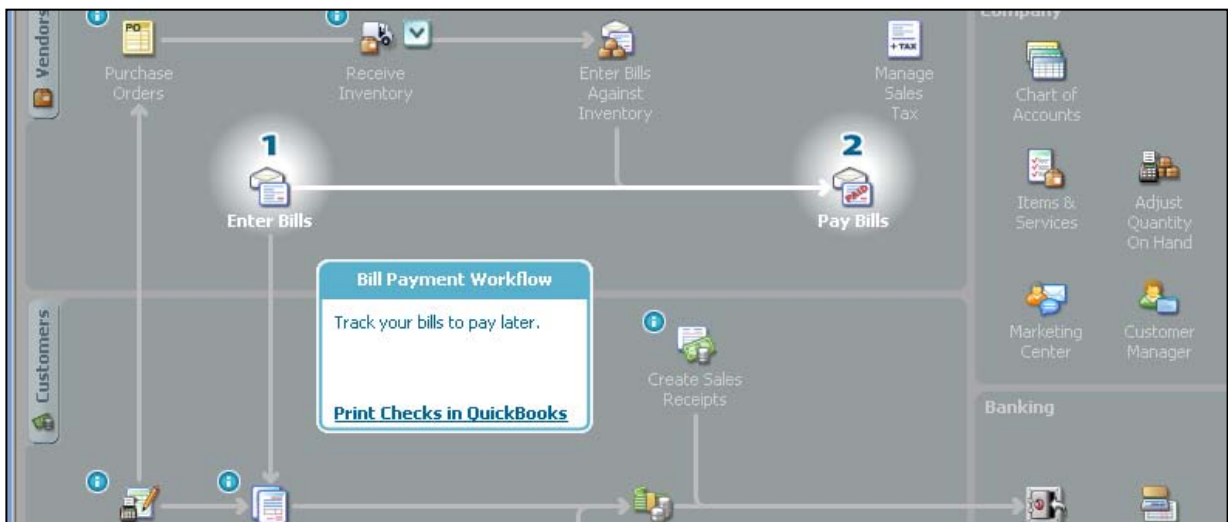 Company
Vendors
PO
Purchase
Orders
Receive
Inventory
Enter Bills
Against
Inventory
+ TAX
Manage
Sales
Tax
Chart of
Accounts
1
Enter Bills
2
PAID
Pay Bills
Items &
Services
Adjust
Quantity
On Hand
Bill Payment Workflow
Track your bills to pay later.
Print Checks in QuickBooks
Customers
Create Sales
Receipts
Marketing
Center
Customer
Manager
Banking